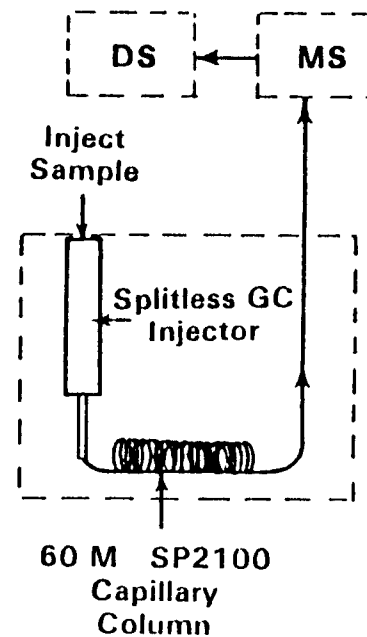 DS
MS
Inject
Sample
Splitless GC
Injector
60 M SP2100
Capillary
Column